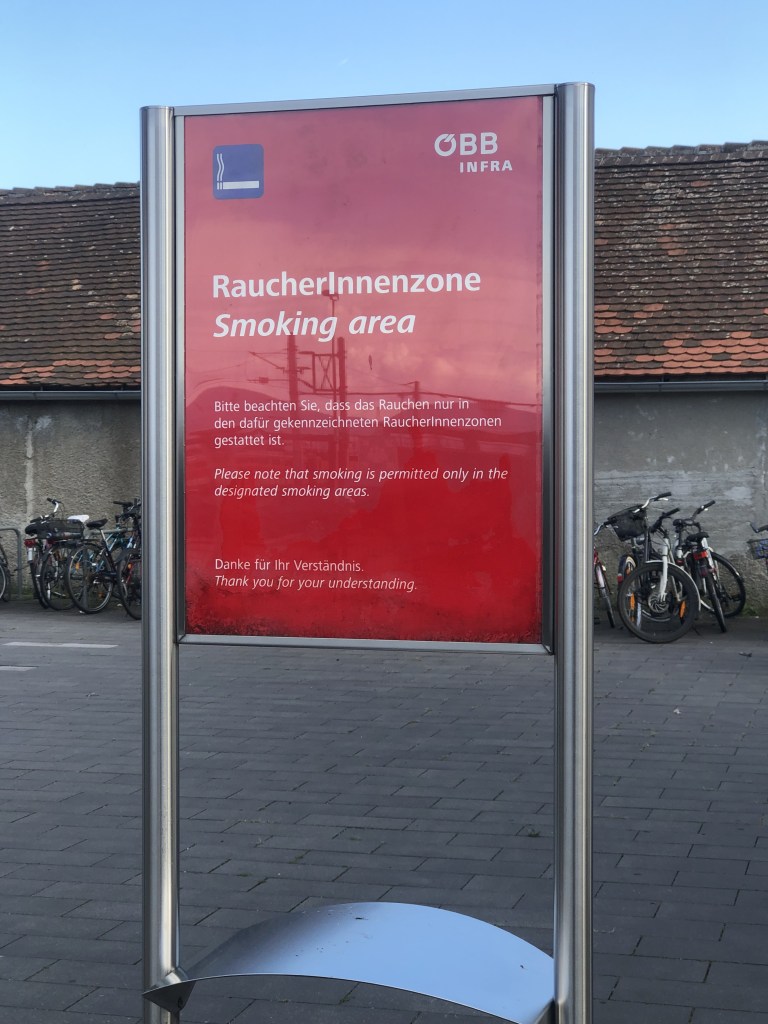 ÖBB
INFRA
RaucherInnenzone
Smoking area
Bitte beachten Sie, dass das Rauchen nur in
den dafür gekennzeichneten RaucherInnenzonen
gestattet ist.
Please note that smoking is permitted only in the
designated smoking areas.
Danke für Ihr Verständnis.
Thank you for your understanding.